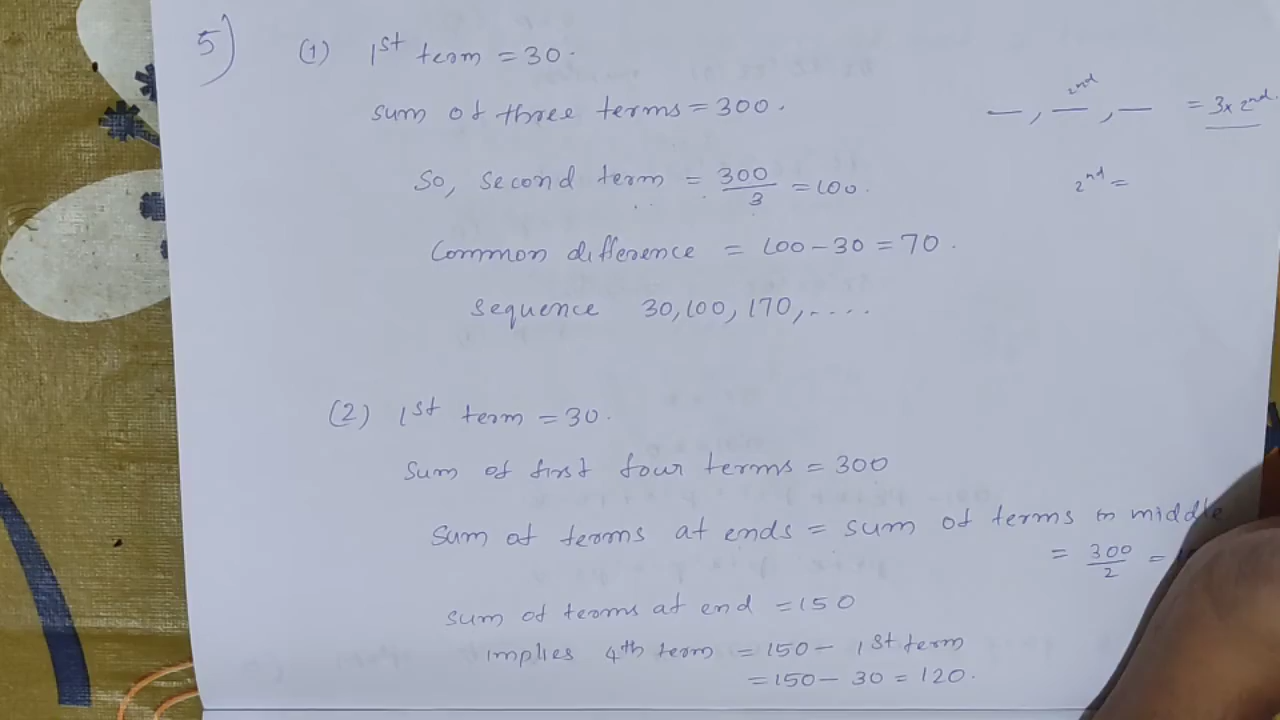 5)
(1) 1st term = 30.
sum of three terms = 300.
—, 2nd —, — = 3x 2nd.
So, second term = 300/3 = 100.
2nd =
Common difference = 100 - 30 = 70.
sequence 30, 100, 170, ....
(2) 1st term = 30.
Sum of first four terms = 300
Sum of terms at ends = sum of terms in middle
= 300/2 =
Sum of terms at end = 150
implies 4th term = 150 - 1st term
= 150 - 30 = 120.